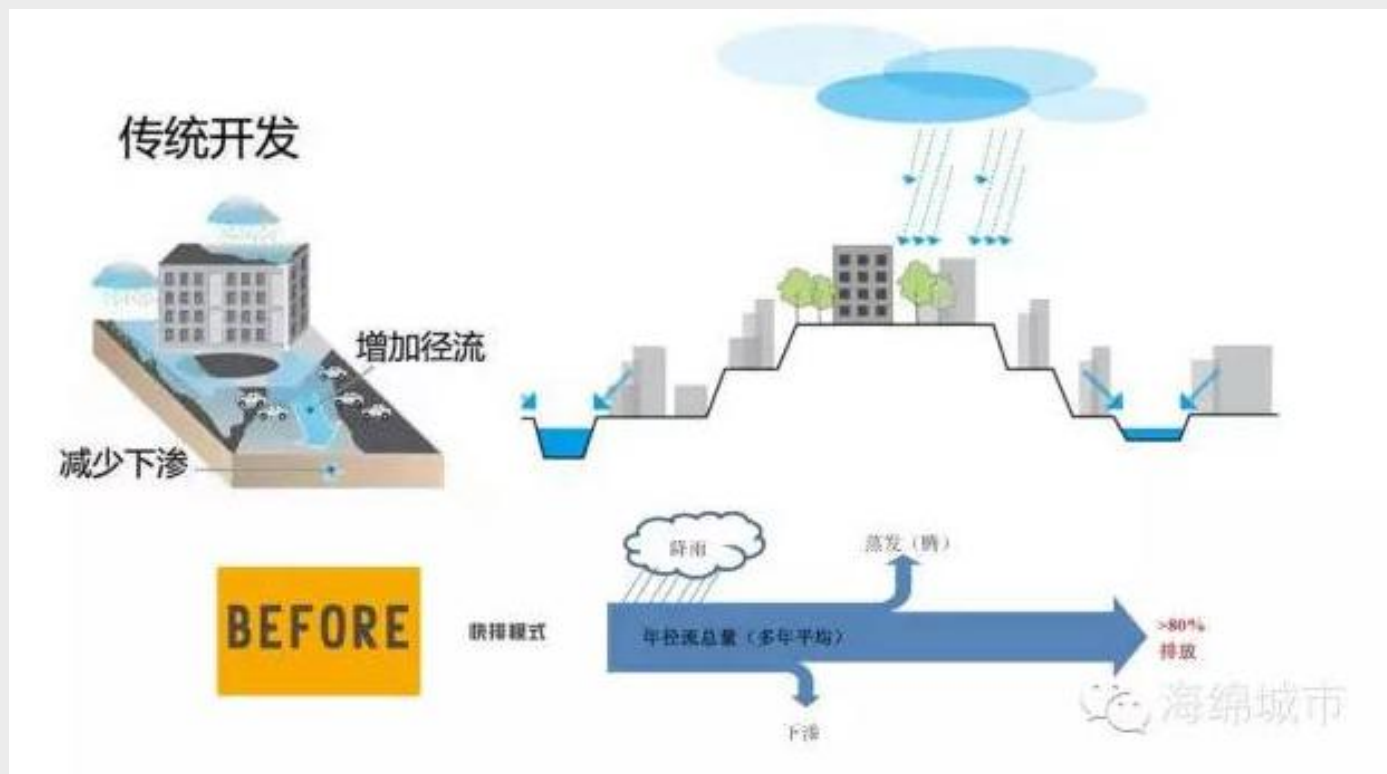 传统开发
增加径流
减少下渗
降雨
蒸发（腾）
BEFORE
快排模式
年径流总量（多年平均）
>80%
排放
下渗
海绵城市